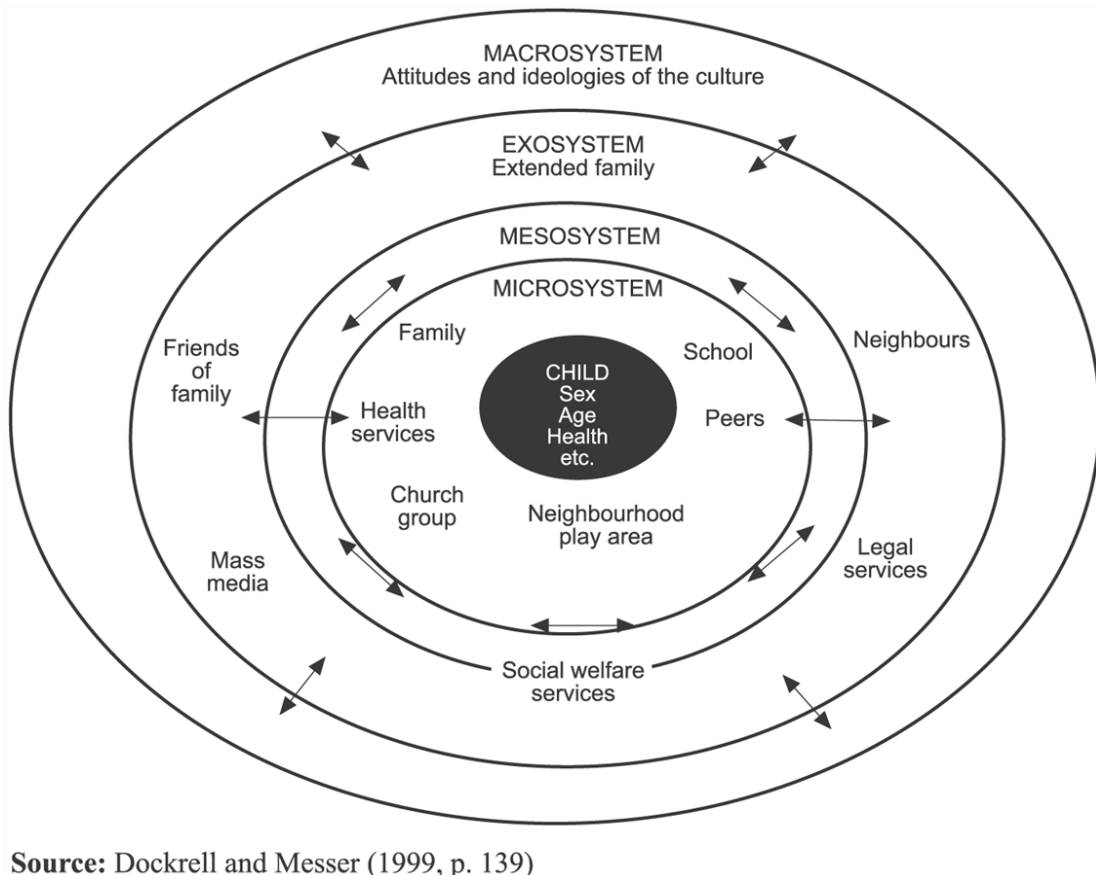 MACROSYSTEM
Attitudes and ideologies of the culture
EXOSYSTEM
Extended family
MESOSYSTEM
MICROSYSTEM
Family
School
Neighbours
Friends
of
family
CHILD
Sex
Age
Health
etc.
Health
services
Peers
Church
group
Neighbourhood
play area
Mass
media
Legal
services
Social welfare
services
Source: Dockrell and Messer (1999, p. 139)